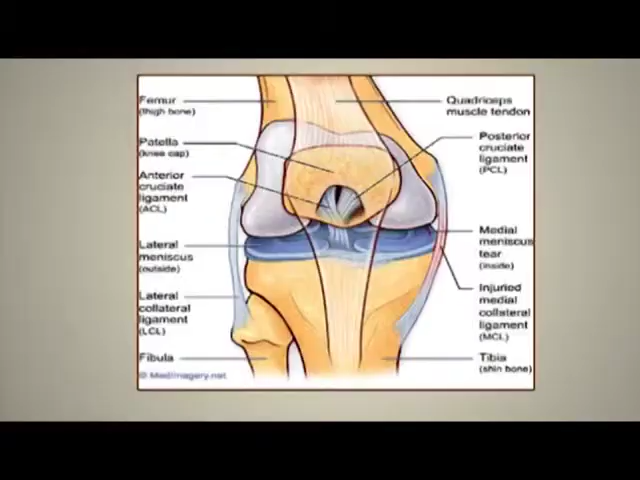 Femur
(thigh bone)
Patella
(knee cap)
Anterior
cruciate
ligament
(ACL)
Lateral
meniscus
(outside)
Lateral
collateral
ligament
(LCL)
Fibula
© MedImagery.net
Quadriceps
muscle tendon
Posterior
cruciate
ligament
(PCL)
Medial
meniscus
tear
(inside)
Injured
medial
collateral
ligament
(MCL)
Tibia
(shin bone)